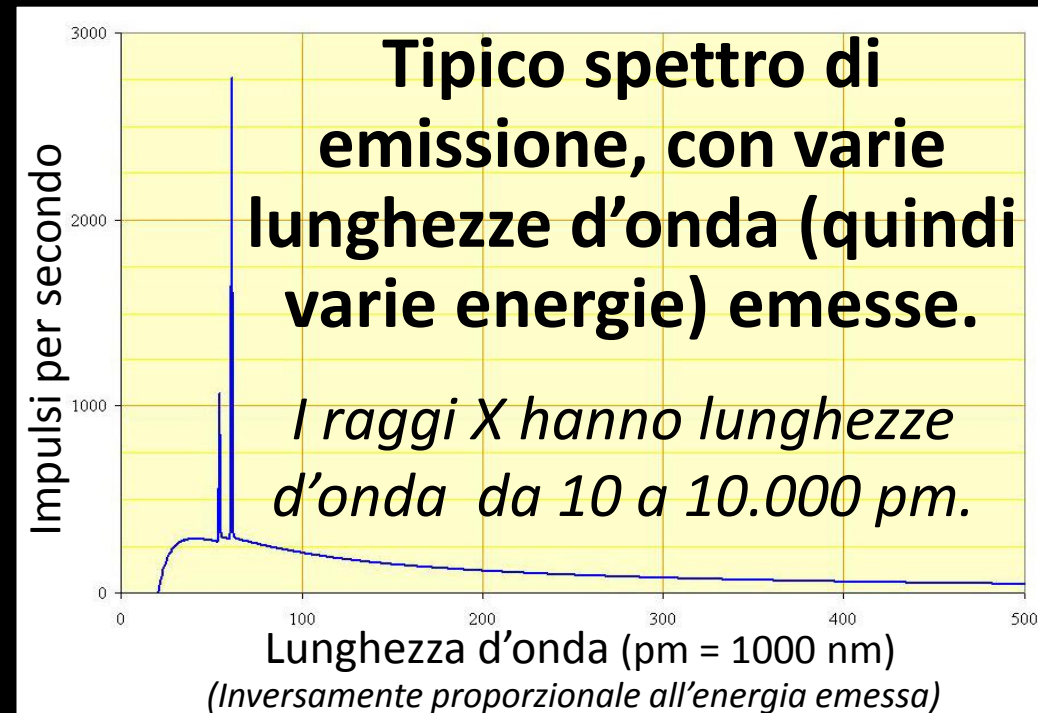 Tipico spettro di
emissione, con varie
lunghezze d’onda (quindi
varie energie) emesse.
I raggi X hanno lunghezze
d’onda da 10 a 10.000 pm.
Impulsi per secondo
3000
2000
1000
0
0 100 200 300 400 500
Lunghezza d’onda (pm = 1000 nm)
(Inversamente proporzionale all’energia emessa)